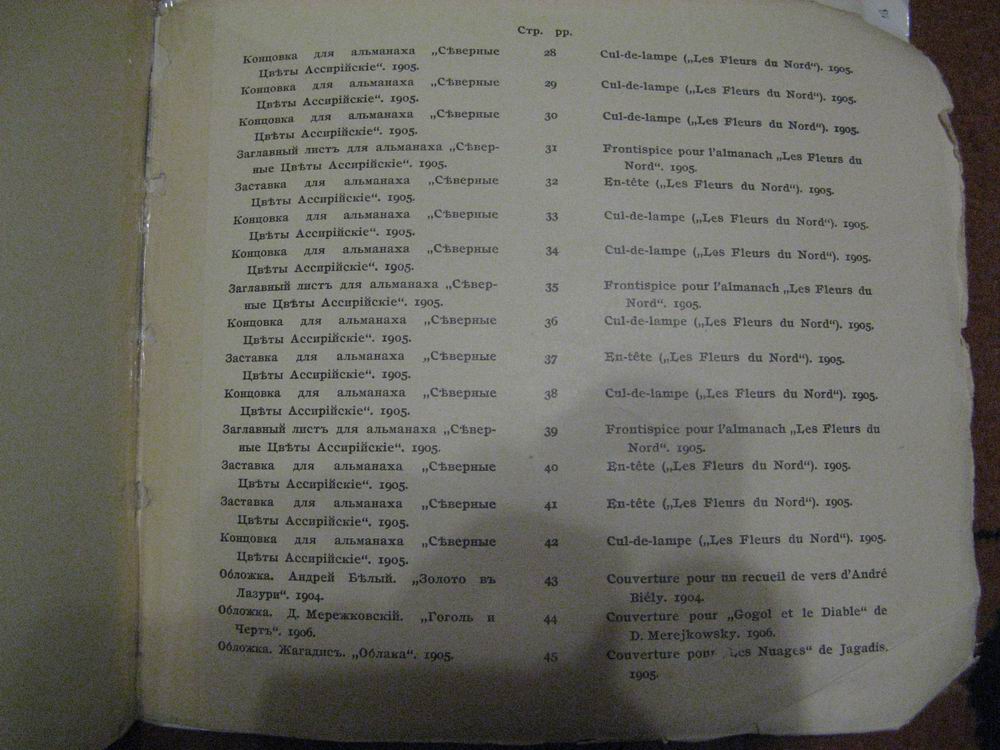 Стр. pp.
Концовка для альманаха „Сѣверные 28 Cul-de-lampe („Les Fleurs du Nord“). 1905.
Цвѣты Ассирійскіе“. 1905.
Концовка для альманаха „Сѣверные 29 Cul-de-lampe („Les Fleurs du Nord“). 1905.
Цвѣты Ассирійскіе“. 1905.
Концовка для альманаха „Сѣверные 30 Cul-de-lampe („Les Fleurs du Nord“). 1905.
Цвѣты Ассирійскіе“. 1905.
Заглавный листъ для альманаха „Сѣвер- 31 Frontispice pour l'almanach „Les Fleurs du
ные Цвѣты Ассирійскіе“. 1905. Nord“. 1905.
Заставка для альманаха „Сѣверные 32 En-tête („Les Fleurs du Nord“). 1905.
Цвѣты Ассирійскіе“. 1905.
Концовка для альманаха „Сѣверные 33 Cul-de-lampe („Les Fleurs du Nord“). 1905.
Цвѣты Ассирійскіе“. 1905.
Концовка для альманаха „Сѣверные 34 Cul-de-lampe („Les Fleurs du Nord“). 1905.
Цвѣты Ассирійскіе“. 1905.
Заглавный листъ для альманаха „Сѣвер- 35 Frontispice pour l'almanach „Les Fleurs du
ные Цвѣты Ассирійскіе“. 1905. Nord“. 1905.
Концовка для альманаха „Сѣверные 36 Cul-de-lampe („Les Fleurs du Nord“). 1905.
Цвѣты Ассирійскіе“. 1905.
Заставка для альманаха „Сѣверные 37 En-tête („Les Fleurs du Nord“). 1905.
Цвѣты Ассирійскіе“. 1905.
Концовка для альманаха „Сѣверные 38 Cul-de-lampe („Les Fleurs du Nord“). 1905.
Цвѣты Ассирійскіе“. 1905.
Заглавный листъ для альманаха „Сѣвер- 39 Frontispice pour l'almanach „Les Fleurs du
ные Цвѣты Ассирійскіе“. 1905. Nord“. 1905.
Заставка для альманаха „Сѣверные 40 En-tête („Les Fleurs du Nord“). 1905.
Цвѣты Ассирійскіе“. 1905.
Заставка для альманаха „Сѣверные 41 En-tête („Les Fleurs du Nord“). 1905.
Цвѣты Ассирійскіе“. 1905.
Концовка для альманаха „Сѣверные 42 Cul-de-lampe („Les Fleurs du Nord“). 1905.
Цвѣты Ассирійскіе“. 1905.
Обложка. Андрей Бѣлый. „Золото въ 43 Couverture pour un recueil de vers d'André
Лазури“. 1904. Biély. 1904.
Обложка. Д. Мережковскій. „Гоголь и 44 Couverture pour „Gogol et le Diable“ de
Чертъ“. 1906. D. Merejkowsky. 1906.
Обложка. Жагадисъ. „Облака“. 1905. 45 Couverture pour „Les Nuages“ de Jagadis.
1905.